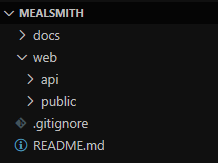 MEALSMITH
docs
web
api
public
.gitignore
README.md